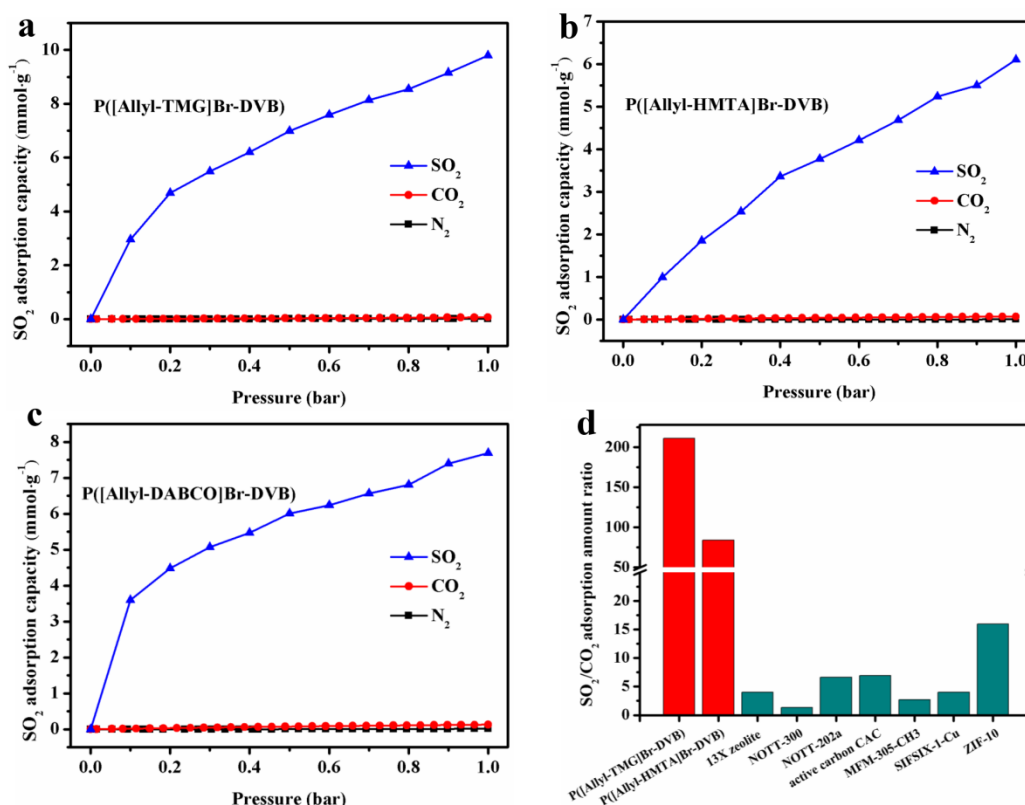 a
SO₂ adsorption capacity (mmol·g⁻¹)
10
8
6
4
2
0
P([Allyl-TMG]Br-DVB)
SO₂
CO₂
N₂
0.0 0.2 0.4 0.6 0.8 1.0
Pressure (bar)
b
SO₂ adsorption capacity (mmol·g⁻¹)
7
6
5
4
3
2
1
0
P([Allyl-HMTA]Br-DVB)
SO₂
CO₂
N₂
0.0 0.2 0.4 0.6 0.8 1.0
Pressure (bar)
c
SO₂ adsorption capacity (mmol·g⁻¹)
8
7
6
5
4
3
2
1
0
P([Allyl-DABCO]Br-DVB)
SO₂
CO₂
N₂
0.0 0.2 0.4 0.6 0.8 1.0
Pressure (bar)
d
SO₂/CO₂ adsorption amount ratio
200
150
100
50
25
20
15
10
5
0
P([Allyl-TMG]Br-DVB)
P([Allyl-HMTA]Br-DVB)
13X zeolite
NOTT-300
NOTT-202a
active carbon CAC
MFM-305-CH3
SIFSIX-1-Cu
ZIF-10